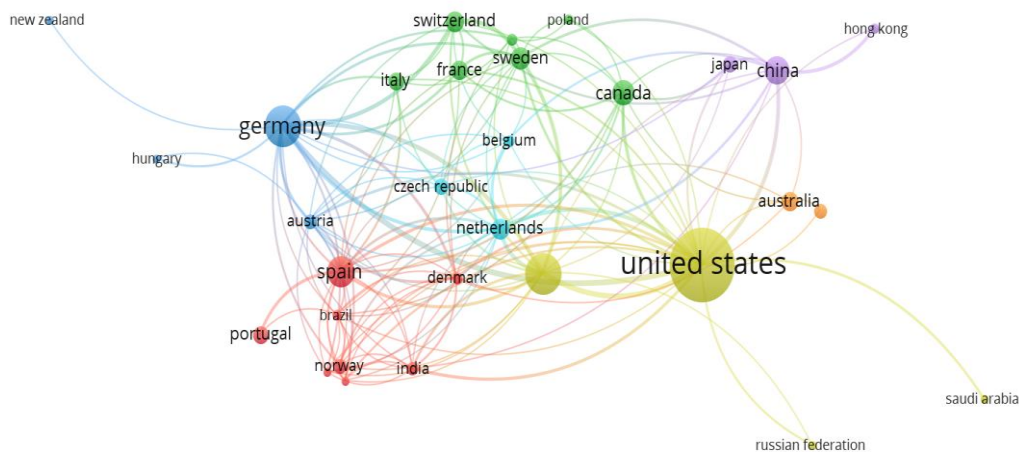 new zealand
switzerland
poland
hong kong
sweden
france
italy
japan
china
canada
germany
belgium
hungary
czech republic
austria
netherlands
australia
spain
denmark
united states
brazil
portugal
norway
india
saudi arabia
russian federation